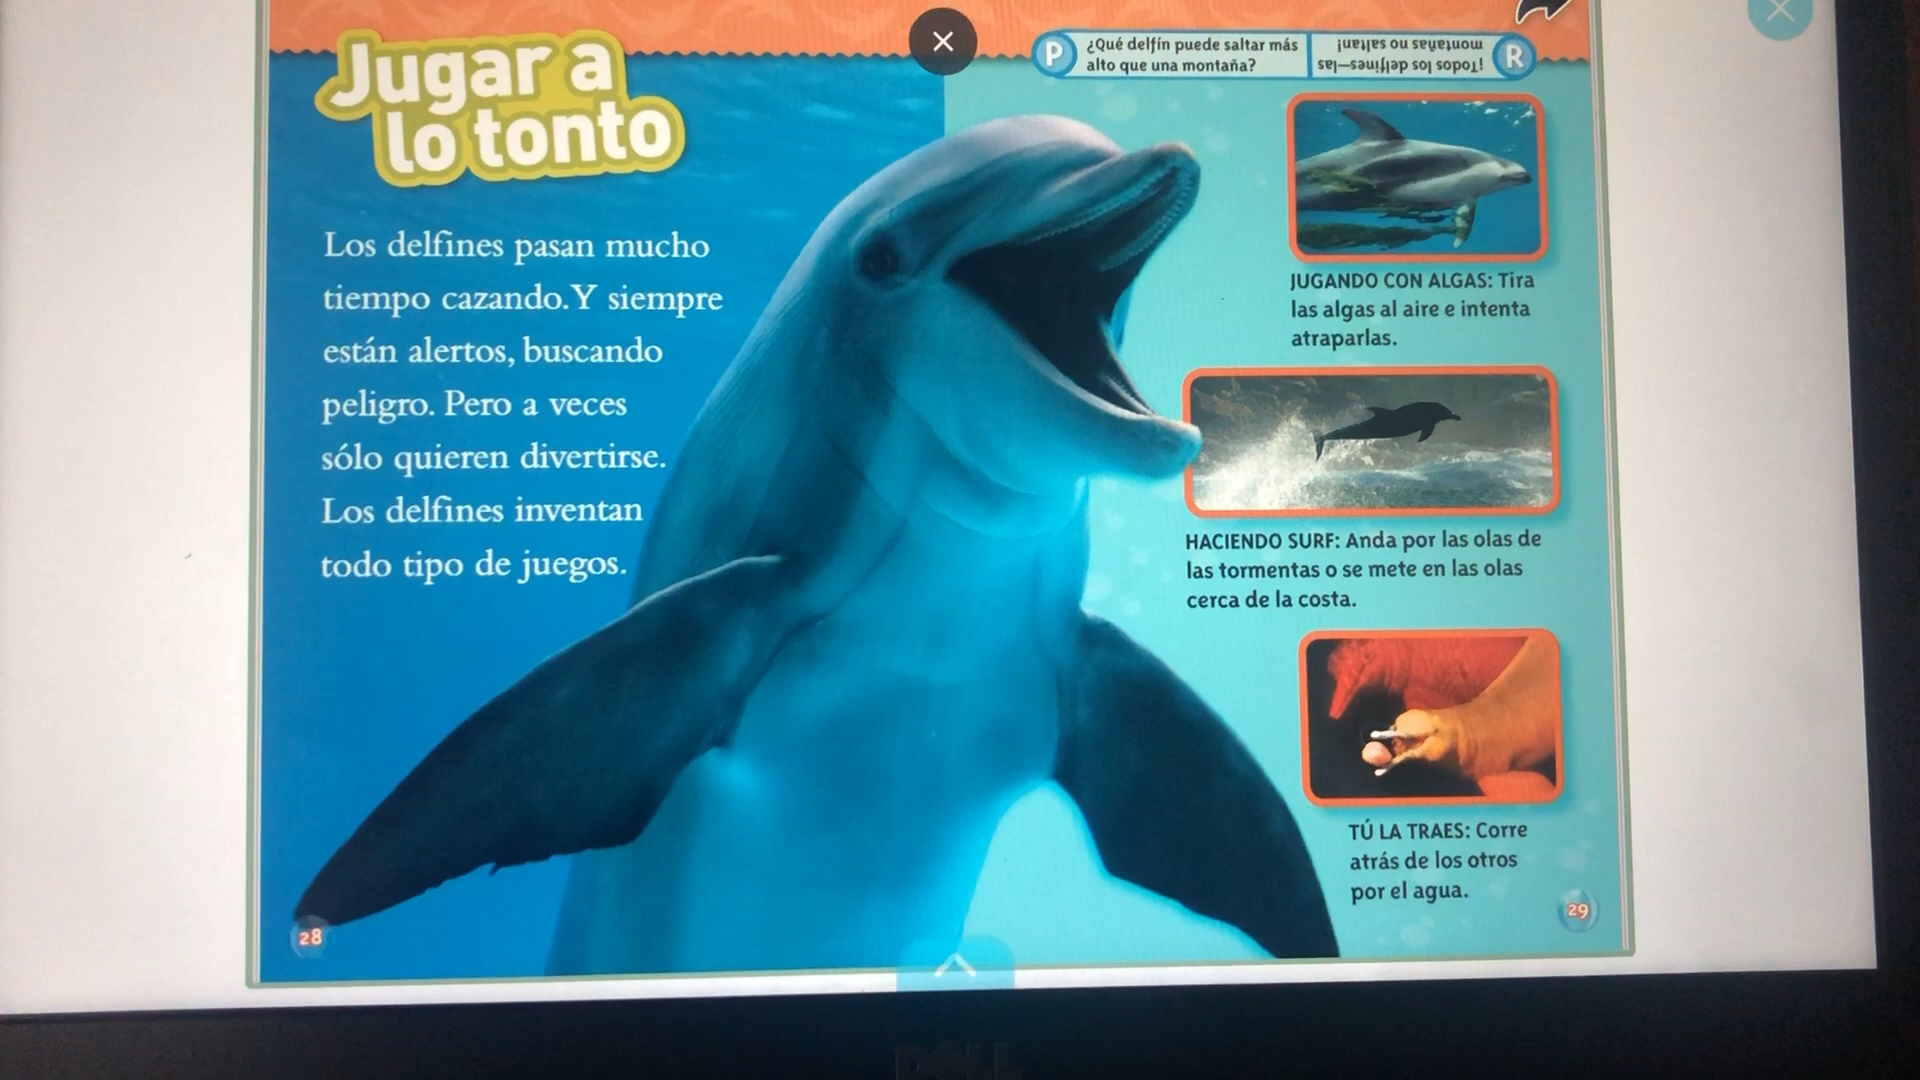 Jugar a
lo tonto
Los delfines pasan mucho
tiempo cazando. Y siempre
están alertos, buscando
peligro. Pero a veces
sólo quieren divertirse.
Los delfines inventan
todo tipo de juegos.
28
P
¿Qué delfín puede saltar más
alto que una montaña?
R
¡Todos los delfines—las
montañas no saltan!
JUGANDO CON ALGAS: Tira
las algas al aire e intenta
atraparlas.
HACIENDO SURF: Anda por las olas de
las tormentas o se mete en las olas
cerca de la costa.
TÚ LA TRAES: Corre
atrás de los otros
por el agua.
29
DELL